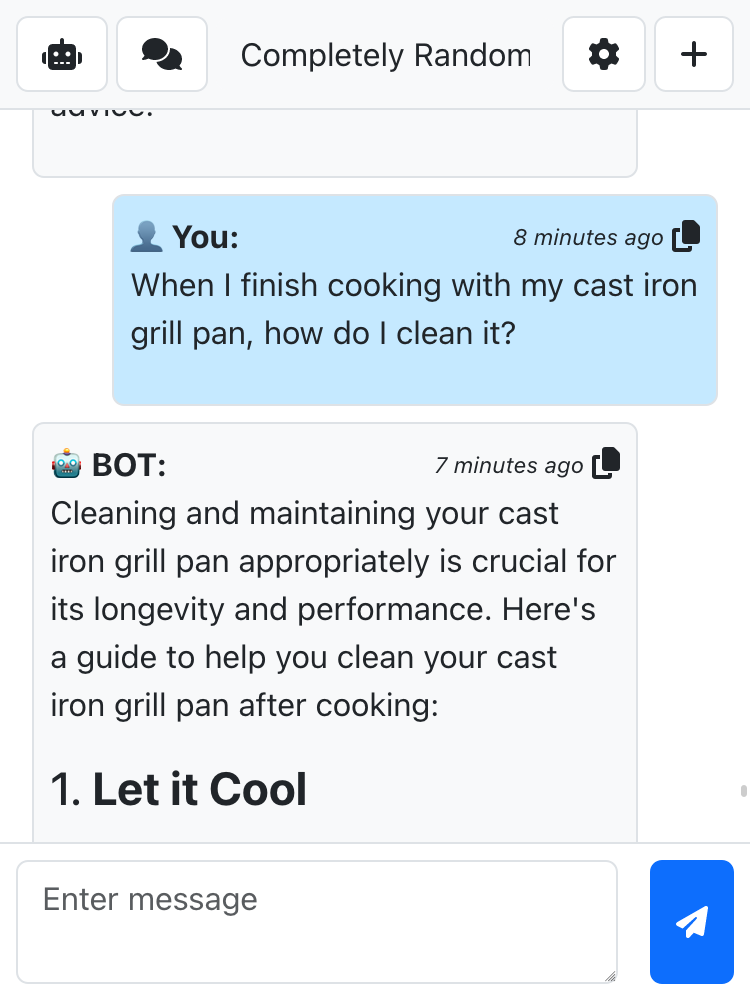 Completely Random
advice.
You:
8 minutes ago
When I finish cooking with my cast iron
grill pan, how do I clean it?
BOT:
7 minutes ago
Cleaning and maintaining your cast
iron grill pan appropriately is crucial for
its longevity and performance. Here's
a guide to help you clean your cast
iron grill pan after cooking:
1. Let it Cool
Enter message